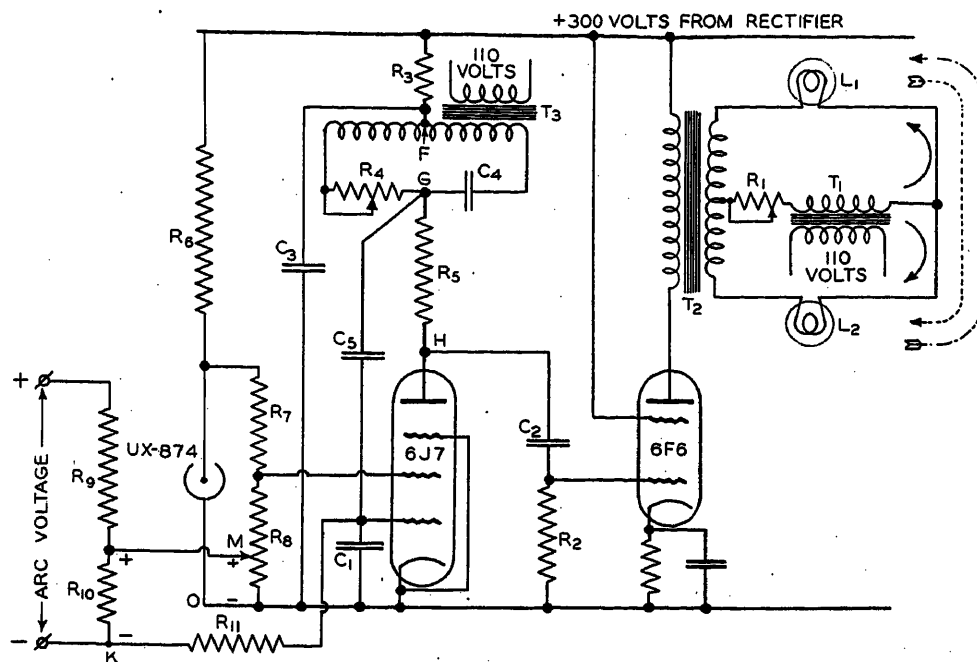 +300 VOLTS FROM RECTIFIER
R3
110
VOLTS
T3
F
L1
R4
G
C4
R1
T1
R6
C3
R5
110
VOLTS
T2
L2
H
C5
+
R7
C2
UX-874
6J7
6F6
ARC VOLTAGE
R9
M
+
R8
R2
+
C1
R10
O
-
-
-
R11
K